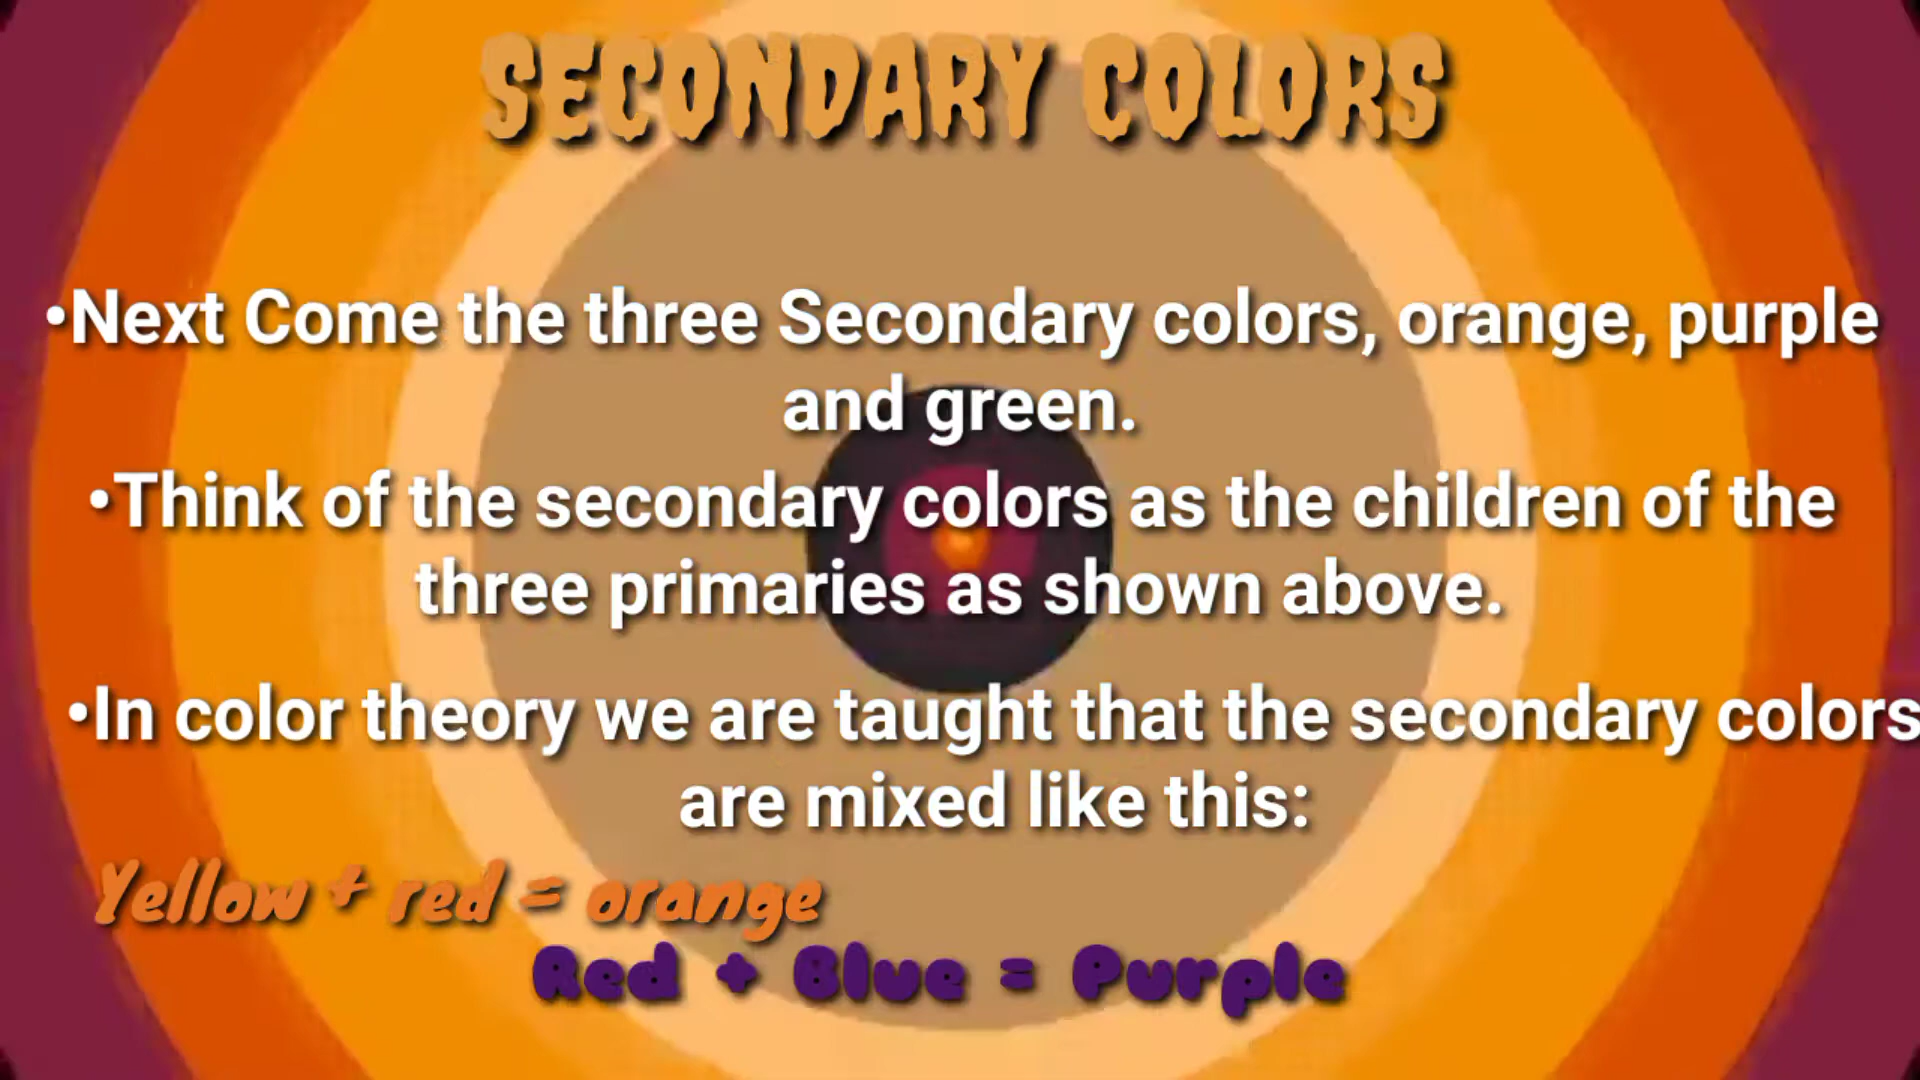 SECONDARY COLORS
•Next Come the three Secondary colors, orange, purple
and green.
•Think of the secondary colors as the children of the
three primaries as shown above.
•In color theory we are taught that the secondary colors
are mixed like this:
Yellow + red = orange
Red + Blue = Purple